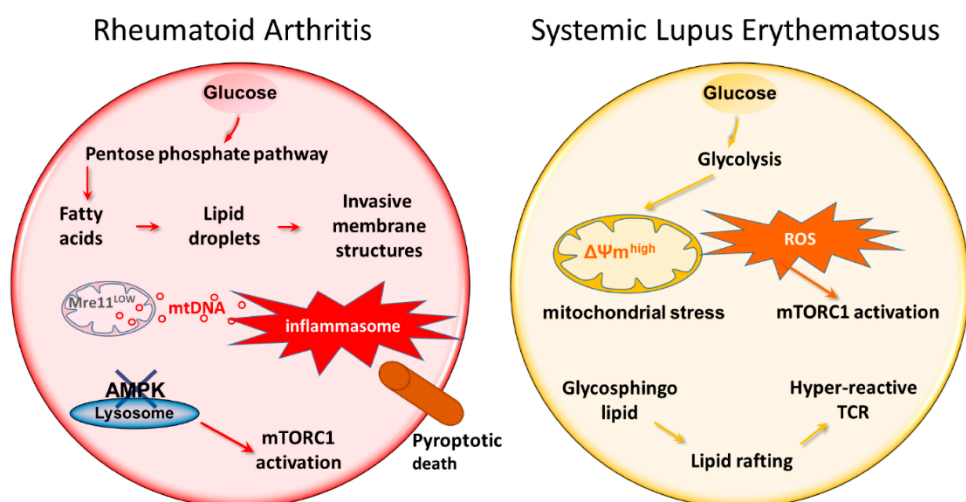 Rheumatoid Arthritis
Glucose
Pentose phosphate pathway
Fatty
acids
Lipid
droplets
Invasive
membrane
structures
Mre11ᴸᴼᵂ
mtDNA
inflammasome
AMPK
Lysosome
mTORC1
activation
Pyroptotic
death
Systemic Lupus Erythematosus
Glucose
Glycolysis
ΔΨmʰⁱᵍʰ
ROS
mitochondrial stress
mTORC1 activation
Glycosphingo
lipid
Hyper-reactive
TCR
Lipid rafting